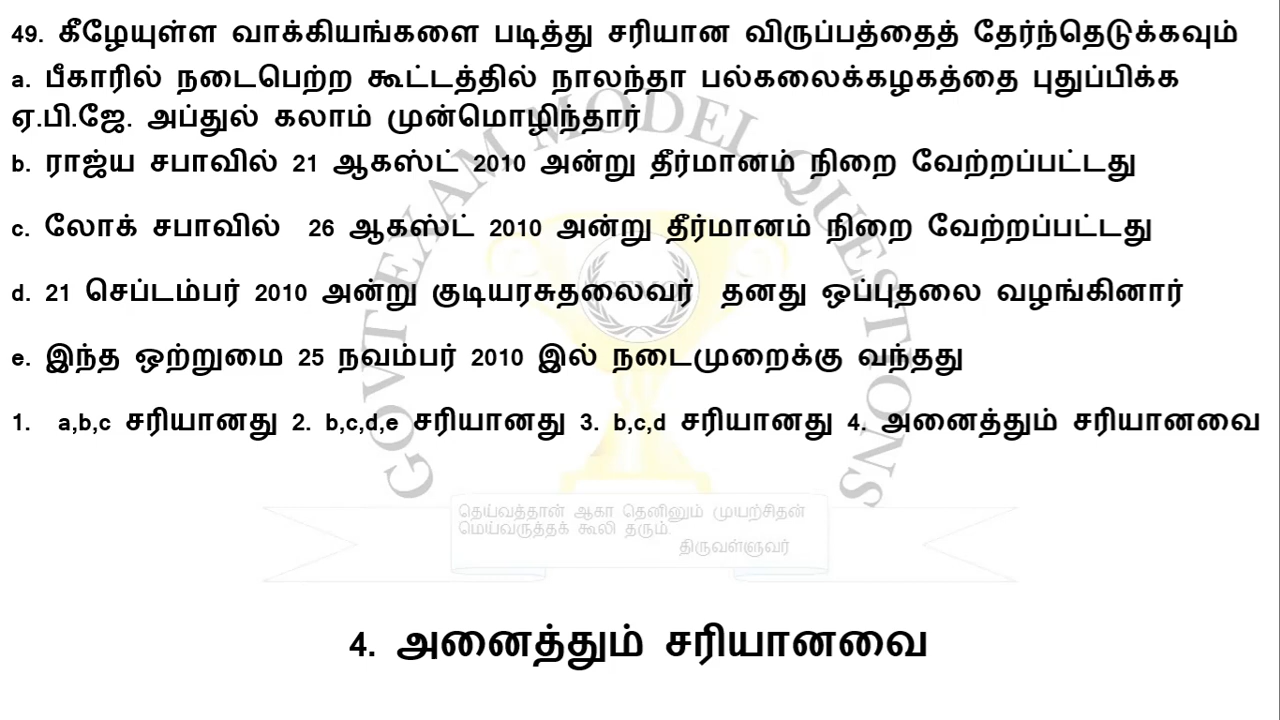 49. கீழேயுள்ள வாக்கியங்களை படித்து சரியான விருப்பத்தைத் தேர்ந்தெடுக்கவும்
a. பீகாரில் நடைபெற்ற கூட்டத்தில் நாலந்தா பல்கலைக்கழகத்தை புதுப்பிக்க
ஏ.பி.ஜே. அப்துல் கலாம் முன்மொழிந்தார்
b. ராஜ்ய சபாவில் 21 ஆகஸ்ட் 2010 அன்று தீர்மானம் நிறை வேற்றப்பட்டது
c. லோக் சபாவில் 26 ஆகஸ்ட் 2010 அன்று தீர்மானம் நிறை வேற்றப்பட்டது
d. 21 செப்டம்பர் 2010 அன்று குடியரசுதலைவர் தனது ஒப்புதலை வழங்கினார்
e. இந்த ஒற்றுமை 25 நவம்பர் 2010 இல் நடைமுறைக்கு வந்தது
1. a,b,c சரியானது 2. b,c,d,e சரியானது 3. b,c,d சரியானது 4. அனைத்தும் சரியானவை
GOVT EXAM MODEL QUESTIONS
தெய்வத்தான் ஆகா தெனினும் முயற்சிதன்
மெய்வருத்தக் கூலி தரும்.
திருவள்ளுவர்
4. அனைத்தும் சரியானவை